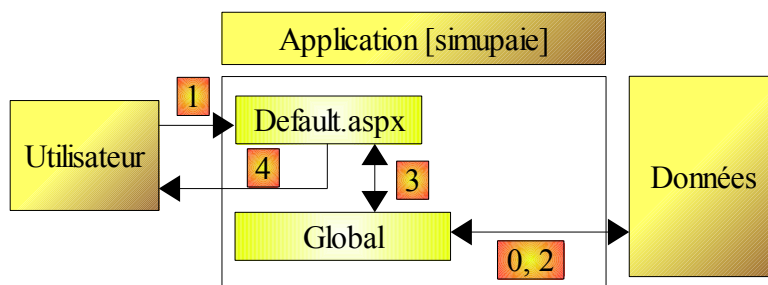 Application [simupaie]
1
Default.aspx
Utilisateur
4
3
Données
Global
0, 2